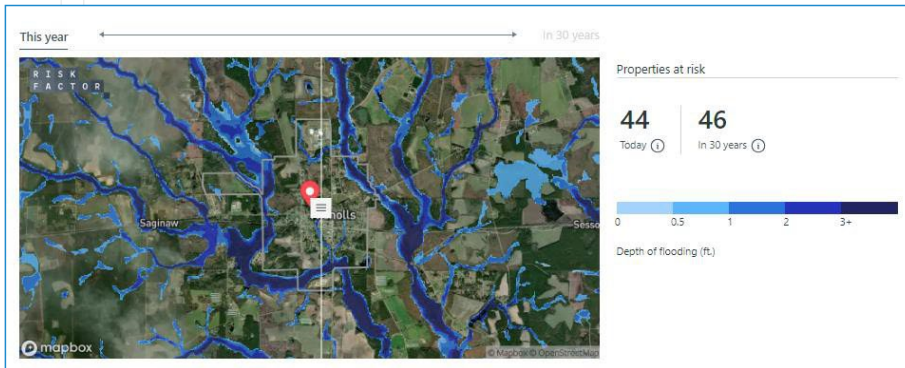 This year
In 30 years
RISK
FACTOR
Saginaw
holls
Sesso
mapbox
© Mapbox © OpenStreetMap
Properties at risk
44
46
Today
In 30 years
0 0.5 1 2 3+
Depth of flooding (ft.)